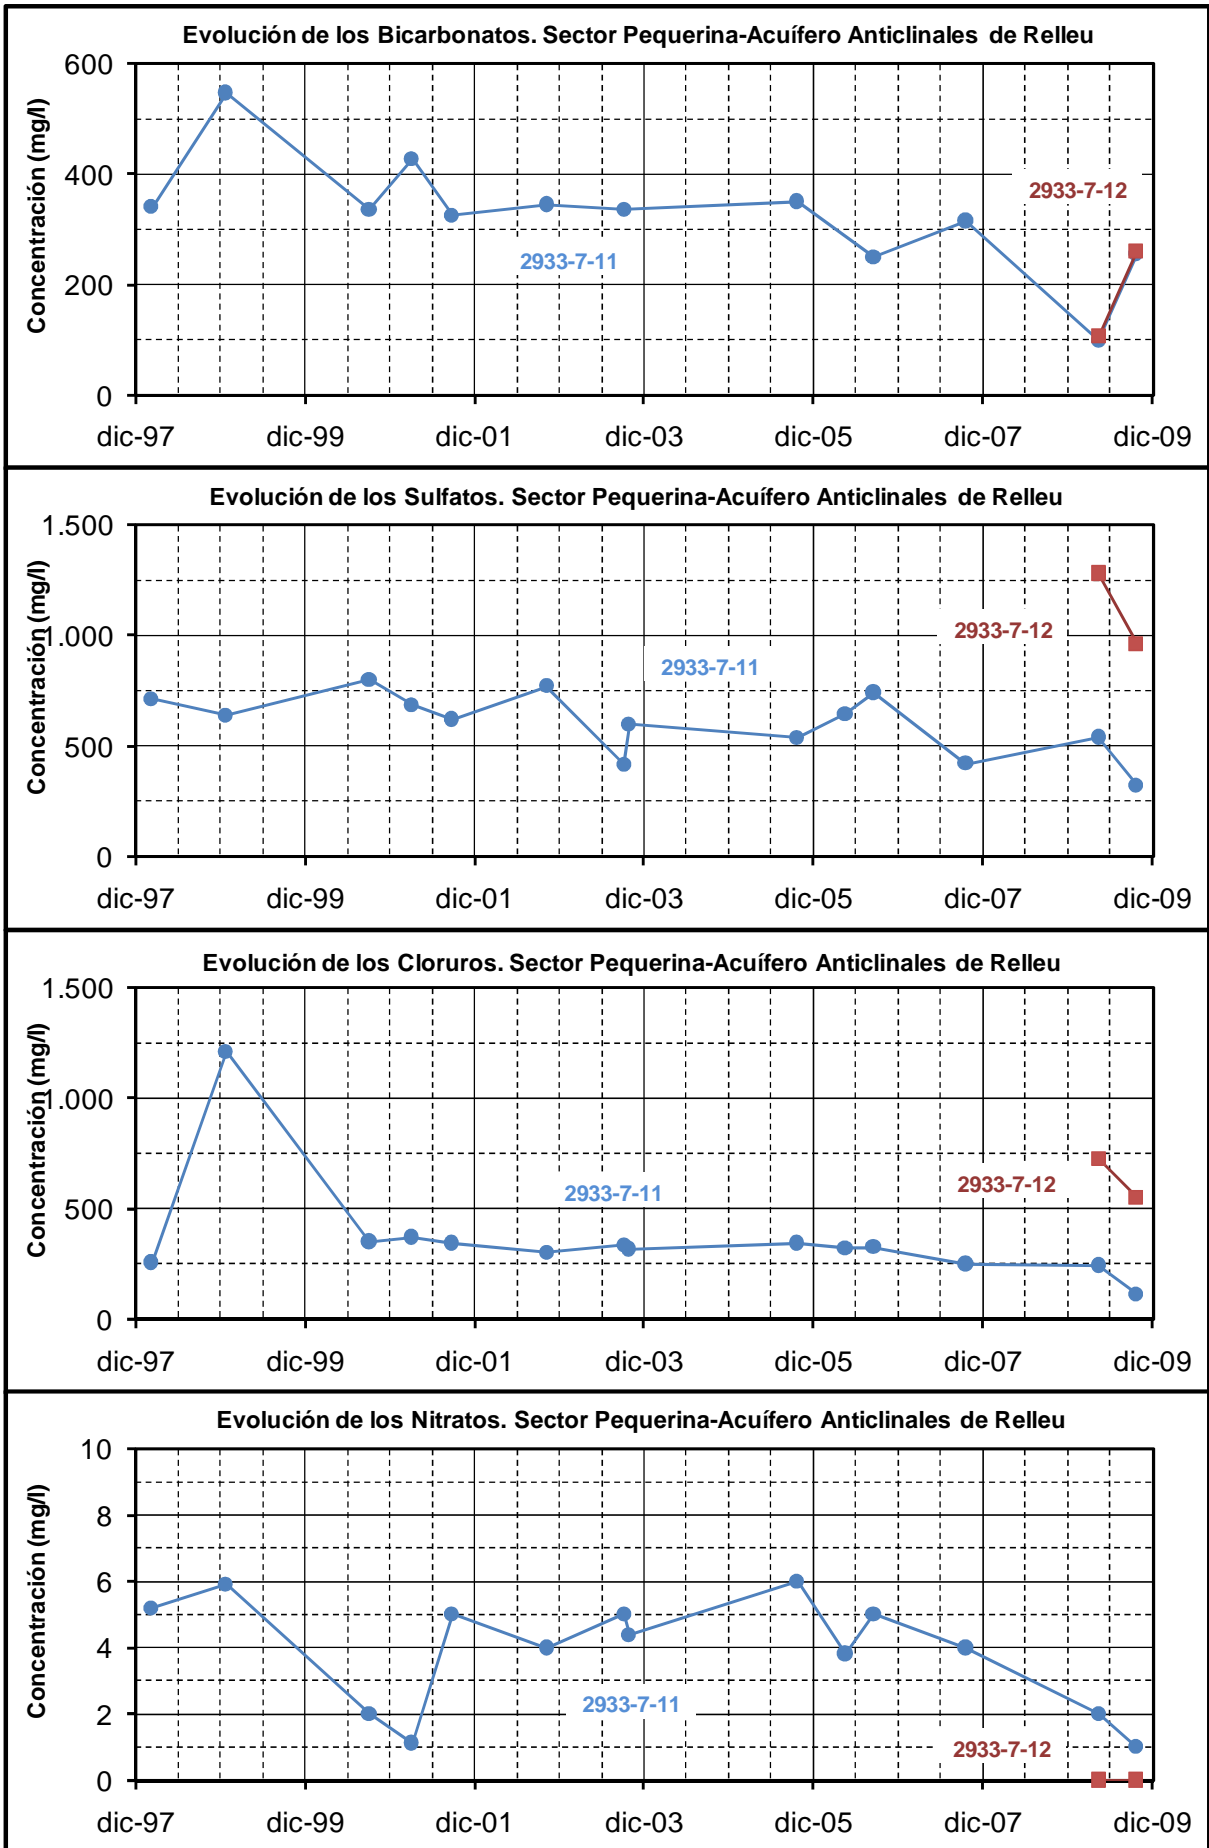 Evolución de los Bicarbonatos. Sector Pequerina-Acuífero Anticlinales de Relleu
Concentración (mg/l)
600
400
200
0
2933-7-12
2933-7-11
dic-97 dic-99 dic-01 dic-03 dic-05 dic-07 dic-09
Evolución de los Sulfatos. Sector Pequerina-Acuífero Anticlinales de Relleu
Concentración (mg/l)
1.500
1.000
500
0
2933-7-12
2933-7-11
dic-97 dic-99 dic-01 dic-03 dic-05 dic-07 dic-09
Evolución de los Cloruros. Sector Pequerina-Acuífero Anticlinales de Relleu
Concentración (mg/l)
1.500
1.000
500
0
2933-7-11
2933-7-12
dic-97 dic-99 dic-01 dic-03 dic-05 dic-07 dic-09
Evolución de los Nitratos. Sector Pequerina-Acuífero Anticlinales de Relleu
Concentración (mg/l)
10
8
6
4
2
0
2933-7-11
2933-7-12
dic-97 dic-99 dic-01 dic-03 dic-05 dic-07 dic-09